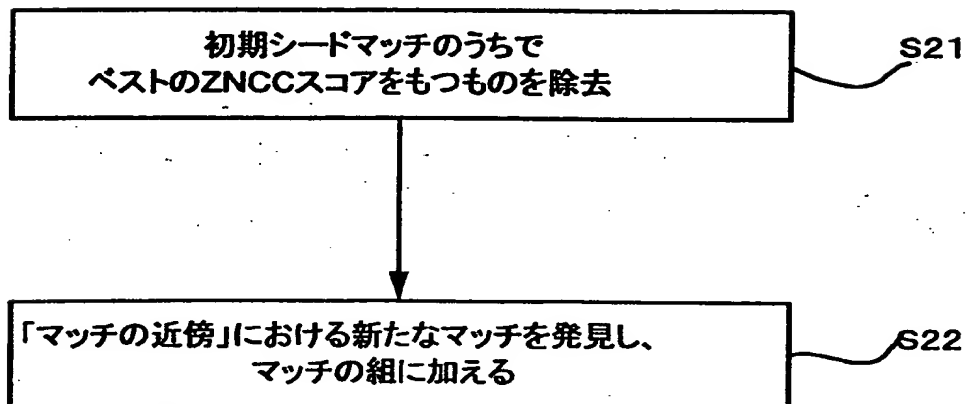 初期シードマッチのうちで
ベストのZNCCスコアをもつものを除去
S21
「マッチの近傍」における新たなマッチを発見し、
マッチの組に加える
S22